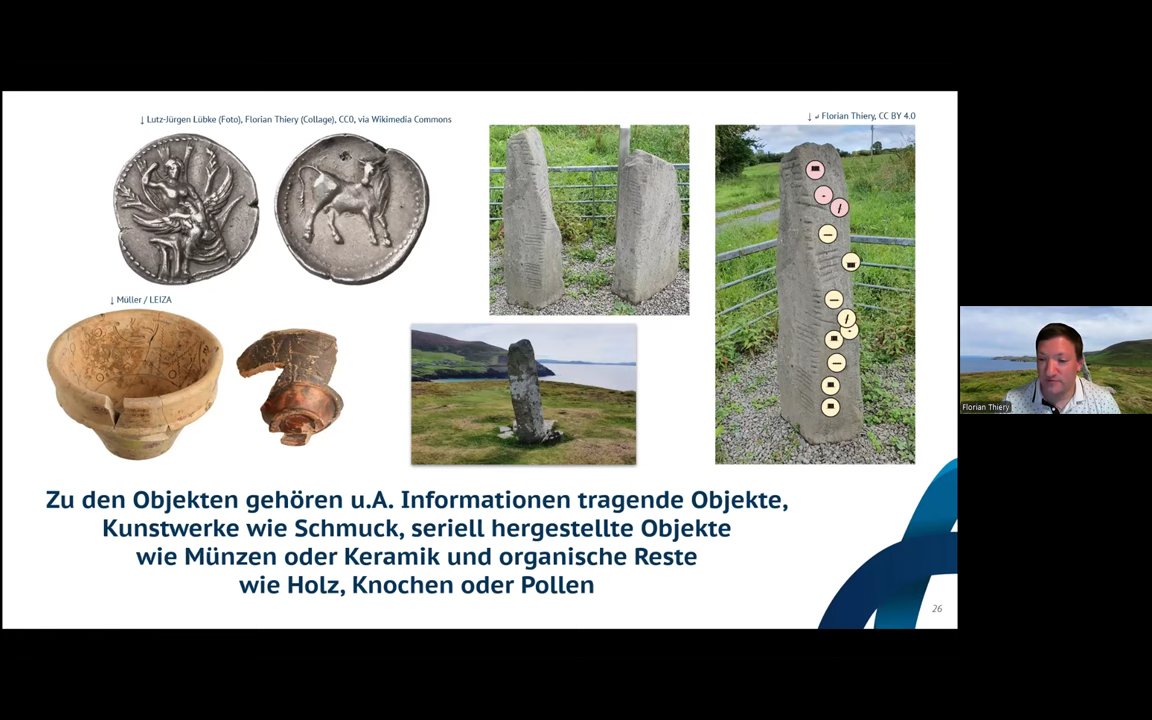 ↓ Lutz-Jürgen Lübke (Foto), Florian Thiery (Collage), CC0, via Wikimedia Commons
↓ ↲ Florian Thiery, CC BY 4.0
↓ Müller / LEIZA
Zu den Objekten gehören u.A. Informationen tragende Objekte,
Kunstwerke wie Schmuck, seriell hergestellte Objekte
wie Münzen oder Keramik und organische Reste
wie Holz, Knochen oder Pollen
26
Florian Thiery